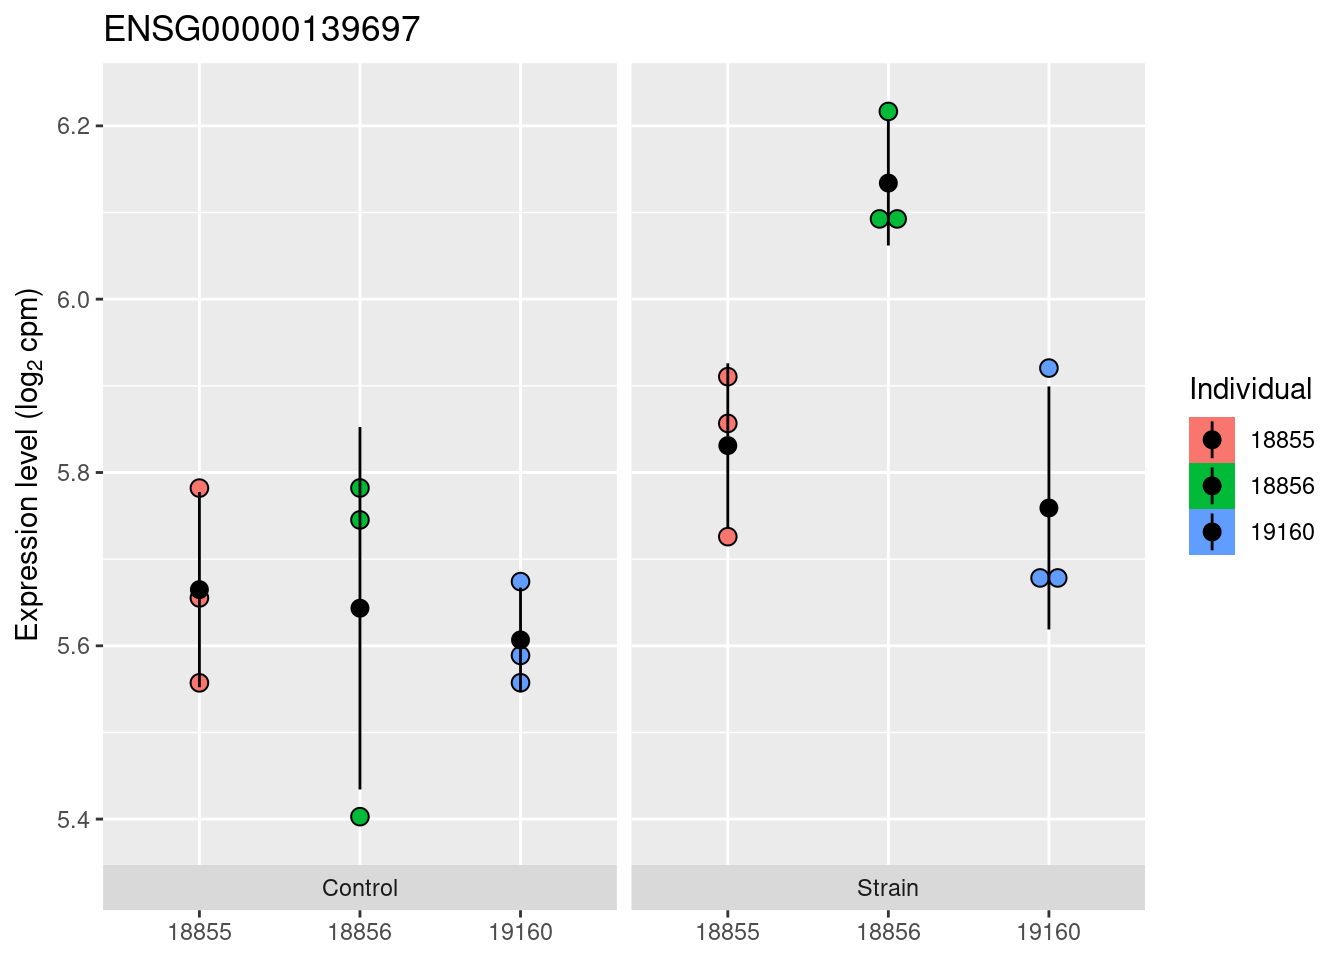 ENSG00000139697
Expression level (log2 cpm)
6.2
6.0
5.8
5.6
5.4
Control
Strain
18855 18856 19160
18855 18856 19160
Individual
18855
18856
19160